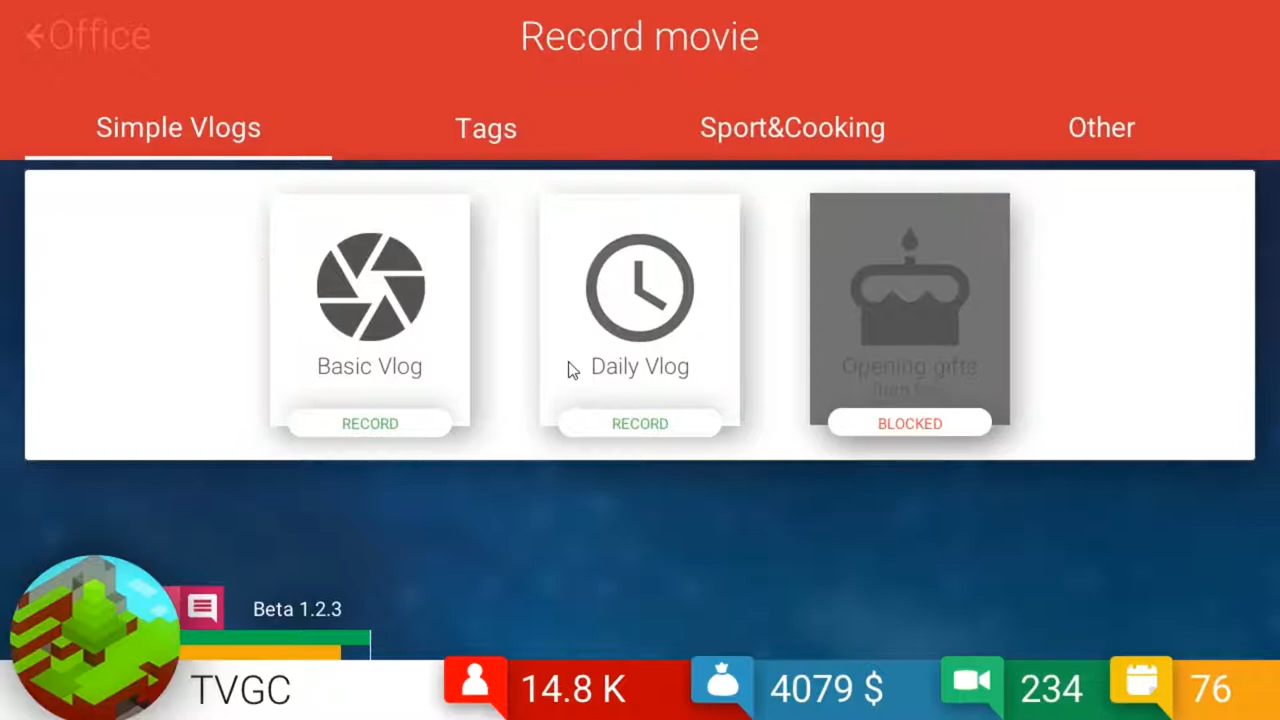 Office
Record movie
Simple Vlogs
Tags
Sport&Cooking
Other
Basic Vlog
Daily Vlog
Opening gifts
RECORD
RECORD
BLOCKED
Beta 1.2.3
TVGC
14.8 K
4079 $
234
76